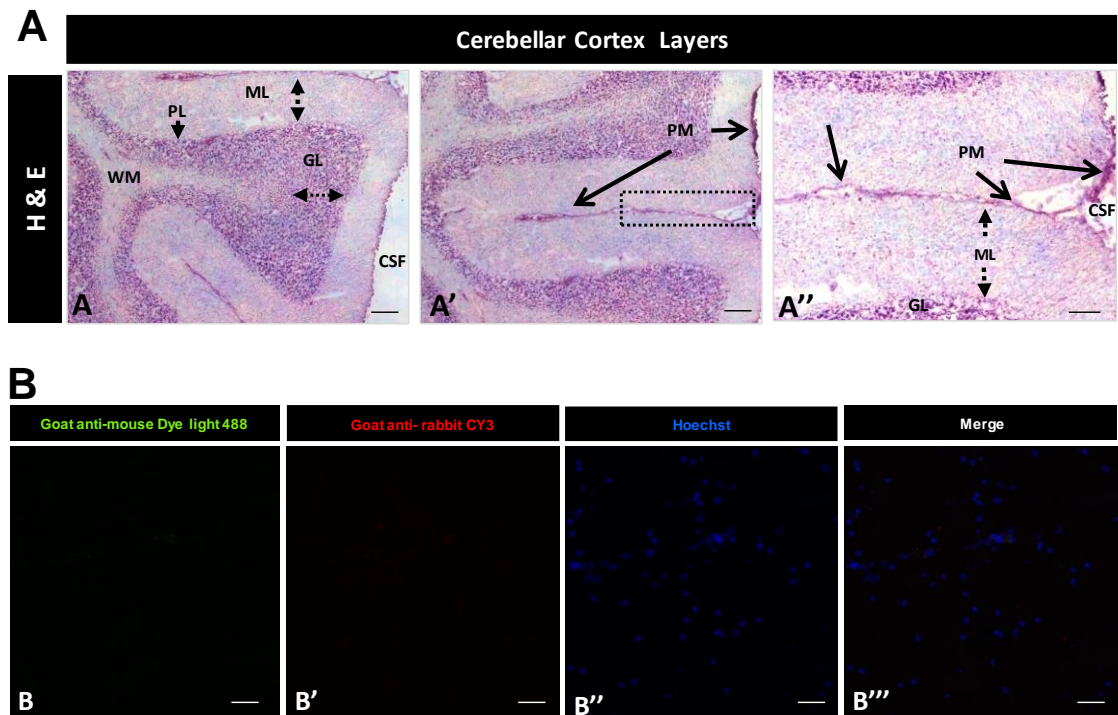 A
Cerebellar Cortex Layers
H & E
ML
PL
GL
WM
CSF
A
PM
A’
PM
CSF
ML
GL
A’’
B
Goat anti-mouse Dye light 488
Goat anti- rabbit CY3
Hoechst
Merge
B
B’
B’’
B’’’